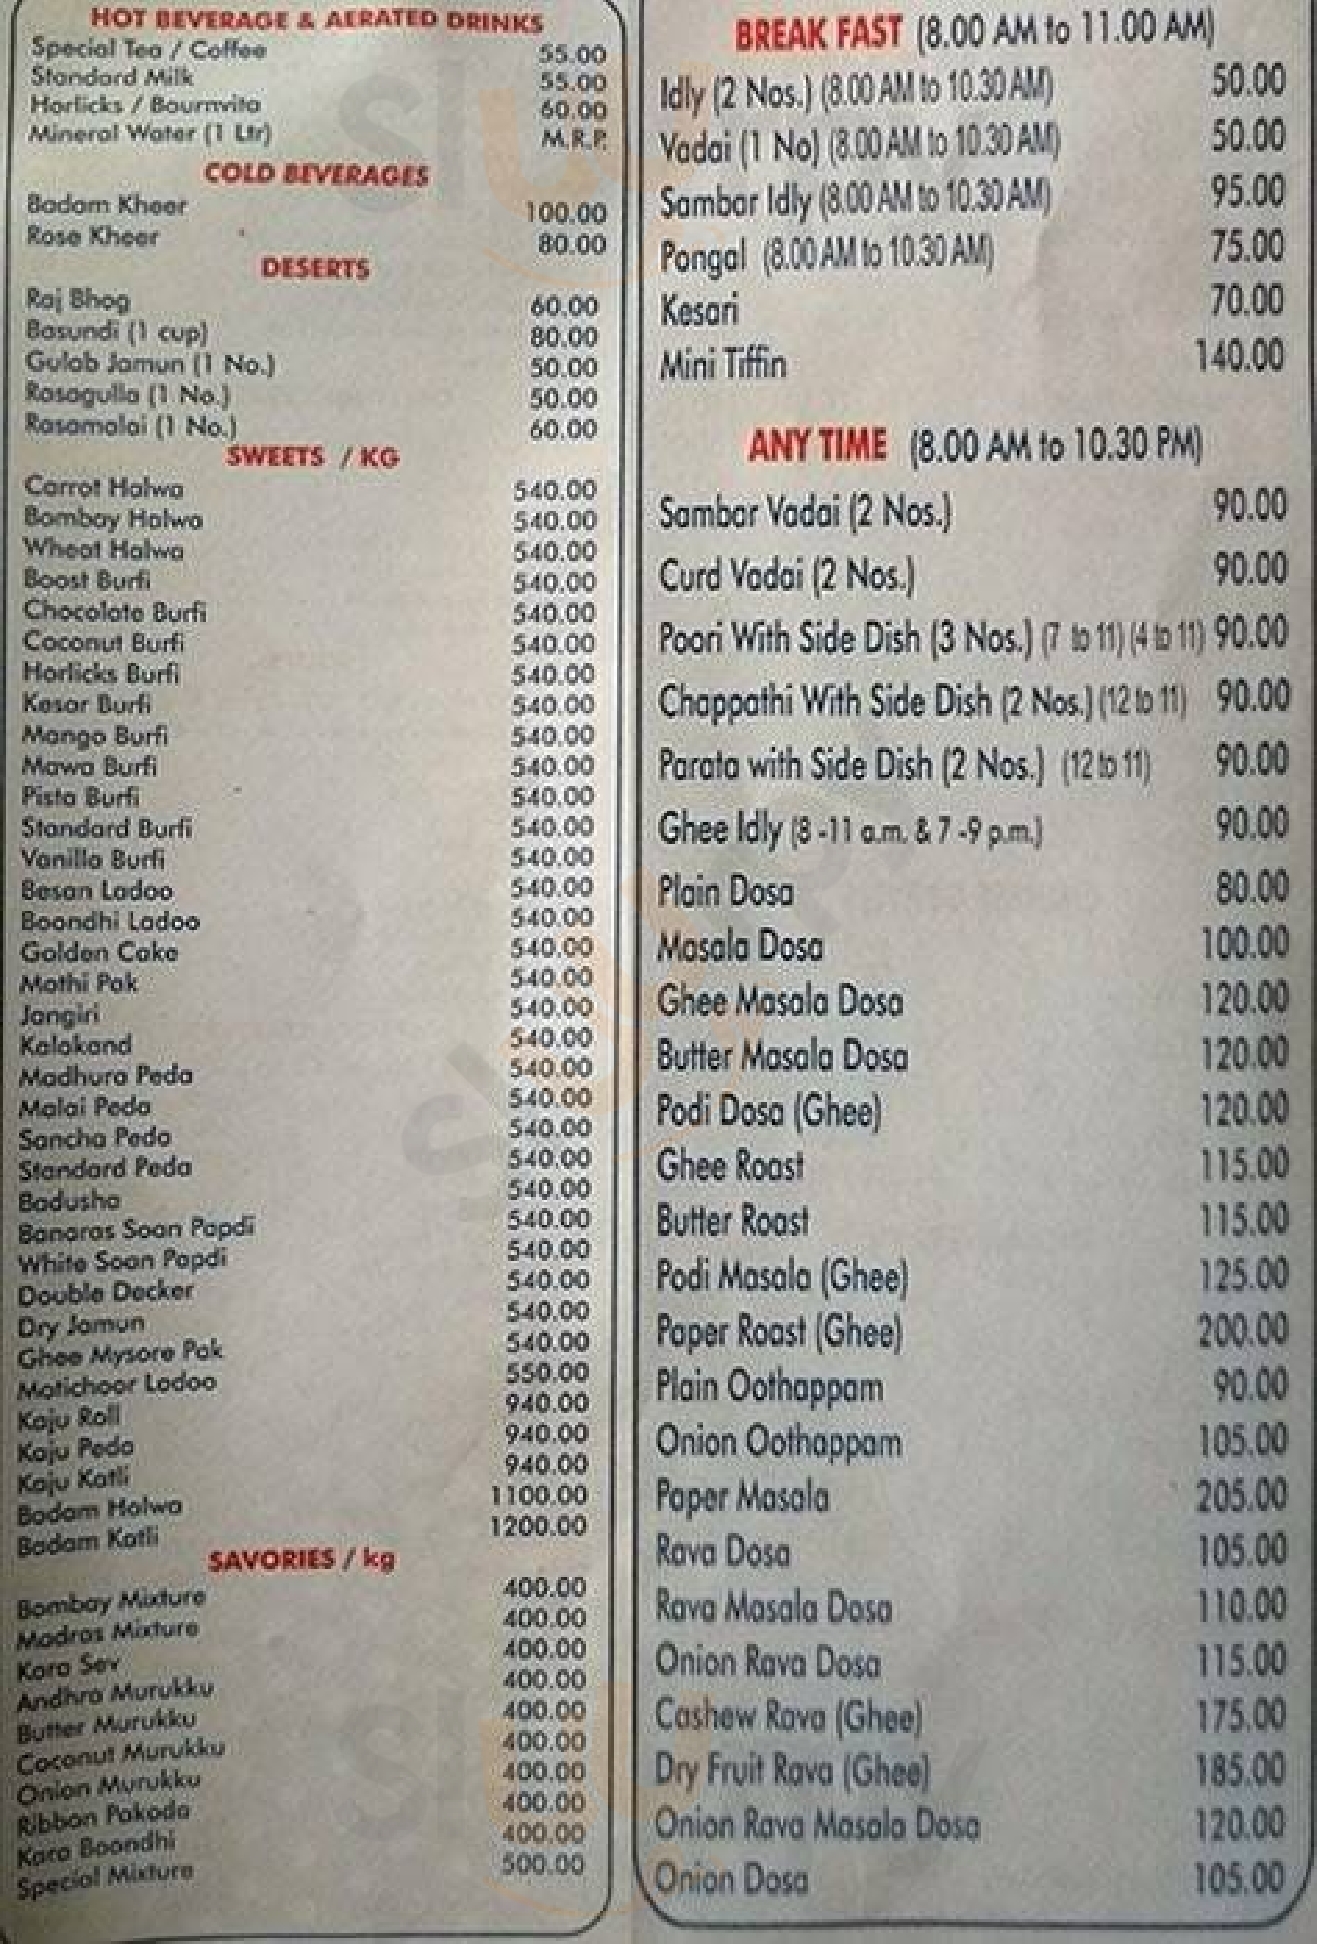 HOT BEVERAGE & AERATED DRINKS
Special Tea / Coffee 55.00
Standard Milk 55.00
Horlicks / Bournvita 60.00
Mineral Water (1 Ltr) M.R.P.
COLD BEVERAGES
Badam Kheer 100.00
Rose Kheer 80.00
DESERTS
Raj Bhog 60.00
Basundi (1 cup) 80.00
Gulab Jamun (1 No.) 50.00
Rasagulla (1 No.) 50.00
Rasamalai (1 No.) 60.00
SWEETS / KG
Carrot Halwa 540.00
Bombay Halwa 540.00
Wheat Halwa 540.00
Boost Burfi 540.00
Chocolate Burfi 540.00
Coconut Burfi 540.00
Horlicks Burfi 540.00
Kesar Burfi 540.00
Mango Burfi 540.00
Mawa Burfi 540.00
Pista Burfi 540.00
Standard Burfi 540.00
Vanilla Burfi 540.00
Besan Ladoo 540.00
Boondhi Ladoo 540.00
Golden Cake 540.00
Mathi Pak 540.00
Jangiri 540.00
Kalakand 540.00
Madhura Peda 540.00
Malai Peda 540.00
Sancha Peda 540.00
Standard Peda 540.00
Badusha 540.00
Banaras Soan Papdi 540.00
White Soan Papdi 540.00
Double Decker 540.00
Dry Jamun 540.00
Ghee Mysore Pak 540.00
Motichoor Ladoo 550.00
Kaju Roll 940.00
Kaju Peda 940.00
Kaju Katli 940.00
Badam Halwa 1100.00
Badam Katli 1200.00
SAVORIES / kg
Bombay Mixture 400.00
Madras Mixture 400.00
Kara Sev 400.00
Andhra Murukku 400.00
Butter Murukku 400.00
Coconut Murukku 400.00
Onion Murukku 400.00
Ribbon Pakoda 400.00
Kara Boondhi 400.00
Special Mixture 500.00
BREAK FAST (8.00 AM to 11.00 AM)
Idly (2 Nos.) (8.00 AM to 10.30 AM) 50.00
Vadai (1 No) (8.00 AM to 10.30 AM) 50.00
Sambar Idly (8.00 AM to 10.30 AM) 95.00
Pongal (8.00 AM to 10.30 AM) 75.00
Kesari 70.00
Mini Tiffin 140.00
ANY TIME (8.00 AM to 10.30 PM)
Sambar Vadai (2 Nos.) 90.00
Curd Vadai (2 Nos.) 90.00
Poori With Side Dish (3 Nos.) (7 to 11) (4 to 11) 90.00
Chappathi With Side Dish (2 Nos.) (12 to 11) 90.00
Parata with Side Dish (2 Nos.) (12 to 11) 90.00
Ghee Idly (8 -11 a.m. & 7 -9 p.m.) 90.00
Plain Dosa 80.00
Masala Dosa 100.00
Ghee Masala Dosa 120.00
Butter Masala Dosa 120.00
Podi Dosa (Ghee) 120.00
Ghee Roast 115.00
Butter Roast 115.00
Podi Masala (Ghee) 125.00
Paper Roast (Ghee) 200.00
Plain Oothappam 90.00
Onion Oothappam 105.00
Paper Masala 205.00
Rava Dosa 105.00
Rava Masala Dosa 110.00
Onion Rava Dosa 115.00
Cashew Rava (Ghee) 175.00
Dry Fruit Rava (Ghee) 185.00
Onion Rava Masala Dosa 120.00
Onion Dosa 105.00